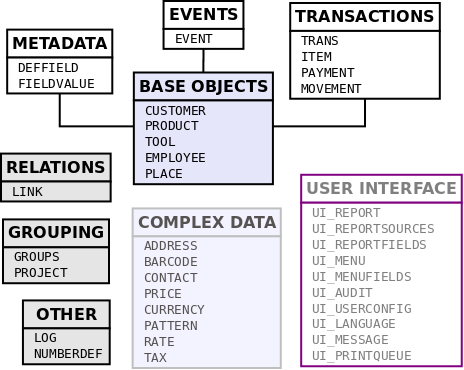 EVENTS
EVENT
TRANSACTIONS
TRANS
ITEM
PAYMENT
MOVEMENT
METADATA
DEFFIELD
FIELDVALUE
BASE OBJECTS
CUSTOMER
PRODUCT
TOOL
EMPLOYEE
PLACE
RELATIONS
LINK
USER INTERFACE
UI_REPORT
UI_REPORTSOURCES
UI_REPORTFIELDS
UI_MENU
UI_MENUFIELDS
UI_AUDIT
UI_USERCONFIG
UI_LANGUAGE
UI_MESSAGE
UI_PRINTQUEUE
GROUPING
GROUPS
PROJECT
COMPLEX DATA
ADDRESS
BARCODE
CONTACT
PRICE
CURRENCY
PATTERN
RATE
TAX
OTHER
LOG
NUMBERDEF